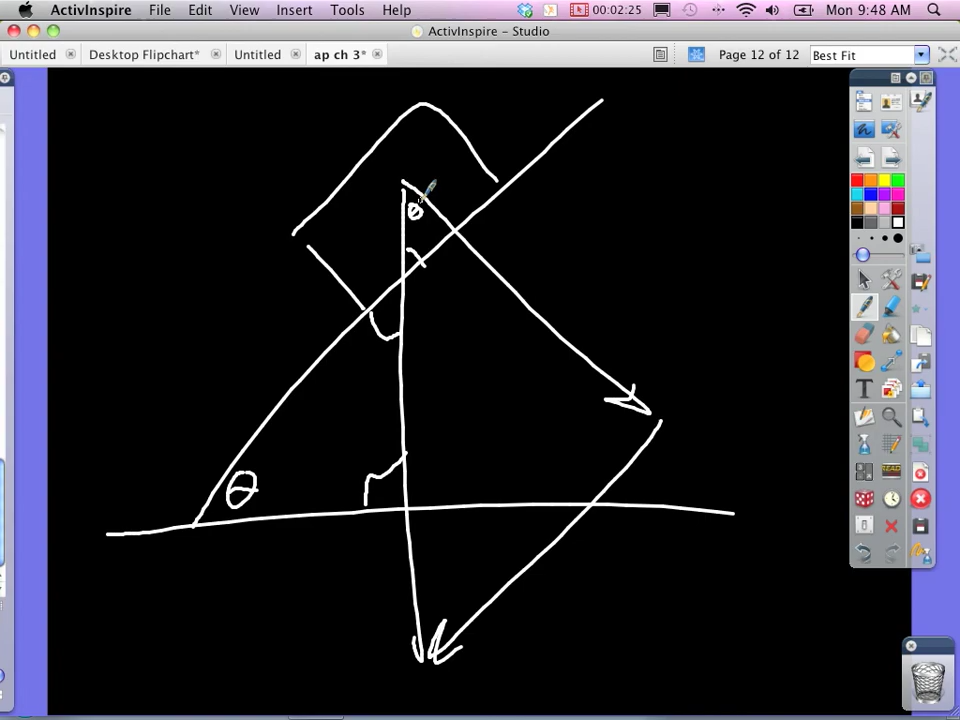 ActivInspire File Edit View Insert Tools Help 00:02:25 Mon 9:48 AM
ActivInspire - Studio
Untitled Desktop Flipchart* Untitled ap ch 3* Page 12 of 12 Best Fit
θ
θ
T
READ